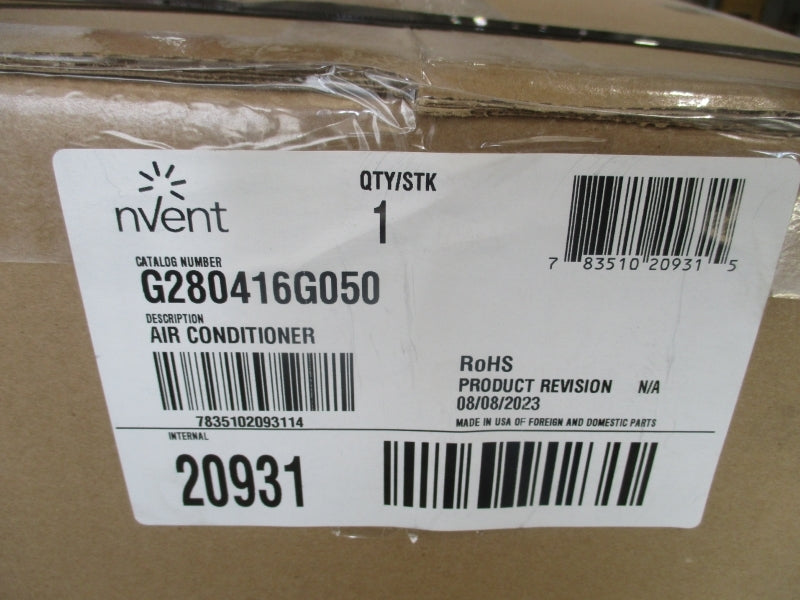 nvent
QTY/STK
1
7 83510 20931 5
CATALOG NUMBER
G280416G050
DESCRIPTION
AIR CONDITIONER
7835102093114
RoHS
PRODUCT REVISION N/A
08/08/2023
MADE IN USA OF FOREIGN AND DOMESTIC PARTS
INTERNAL
20931